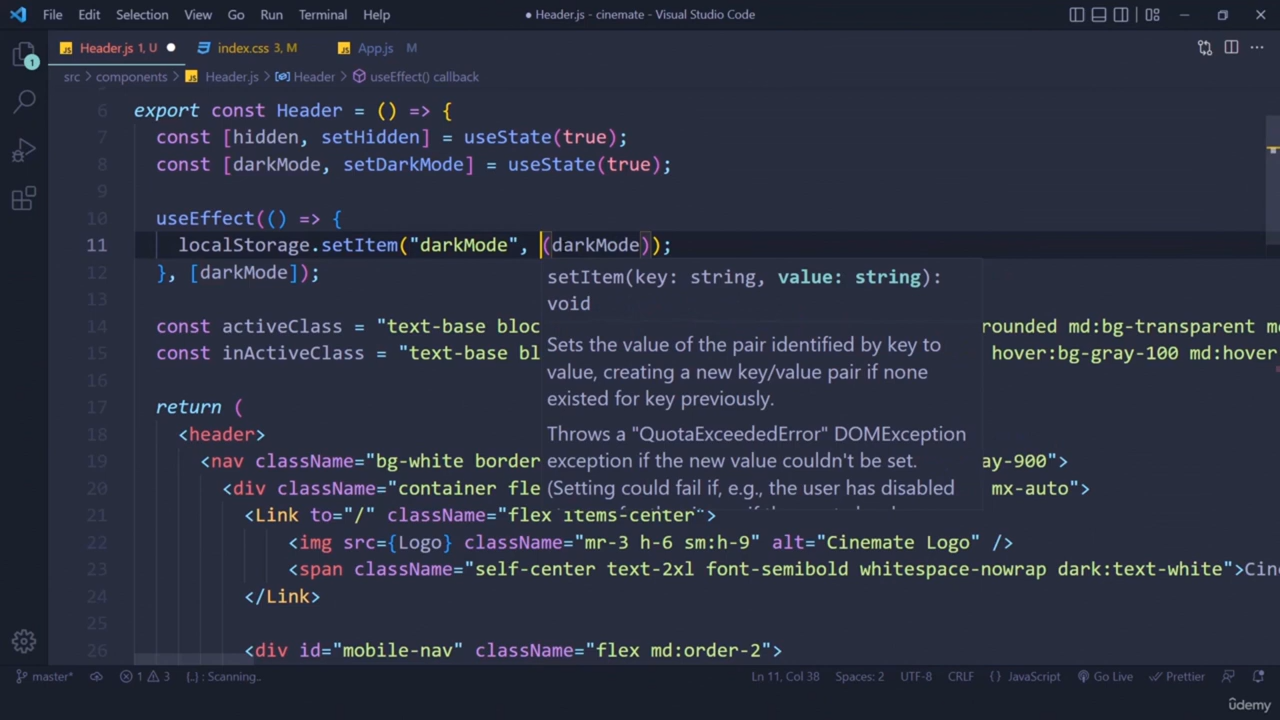 File Edit Selection View Go Run Terminal Help
● Header.js - cinemate - Visual Studio Code
1
JS Header.js 1, U ●
index.css 3, M
JS App.js M
src > components > JS Header.js > Header > useEffect() callback
6 export const Header = () => {
7 const [hidden, setHidden] = useState(true);
8 const [darkMode, setDarkMode] = useState(true);
9
10 useEffect(() => {
11 localStorage.setItem("darkMode", (darkMode));
12 }, [darkMode]);
setItem(key: string, value: string):
void
Sets the value of the pair identified by key to
value, creating a new key/value pair if none
existed for key previously.
Throws a "QuotaExceededError" DOMException
exception if the new value couldn't be set.
(Setting could fail if, e.g., the user has disabled
13
14 const activeClass = "text-base bloc rounded md:bg-transparent m
15 const inActiveClass = "text-base bl hover:bg-gray-100 md:hover
16
17 return (
18 <header>
19 <nav className="bg-white border ay-900">
20 <div className="container fle mx-auto">
21 <Link to="/" className="flex items-center">
22 <img src={Logo} className="mr-3 h-6 sm:h-9" alt="Cinemate Logo" />
23 <span className="self-center text-2xl font-semibold whitespace-nowrap dark:text-white">Cin
24 </Link>
25
26 <div id="mobile-nav" className="flex md:order-2">
master* 1 3 {..} : Scanning.. Ln 11, Col 38 Spaces: 2 UTF-8 CRLF { } JavaScript Go Live Prettier
ûdemy